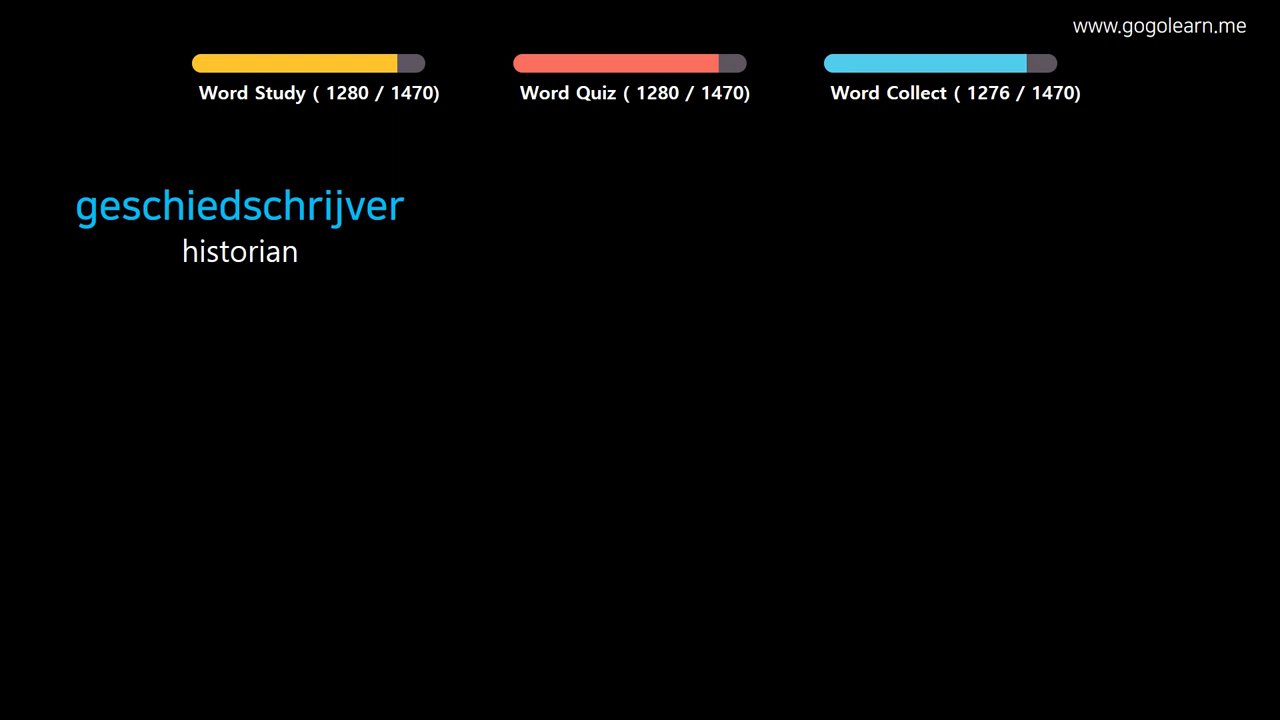 www.gogolearn.me
Word Study ( 1280 / 1470)
Word Quiz ( 1280 / 1470)
Word Collect ( 1276 / 1470)
geschiedschrijver
historian